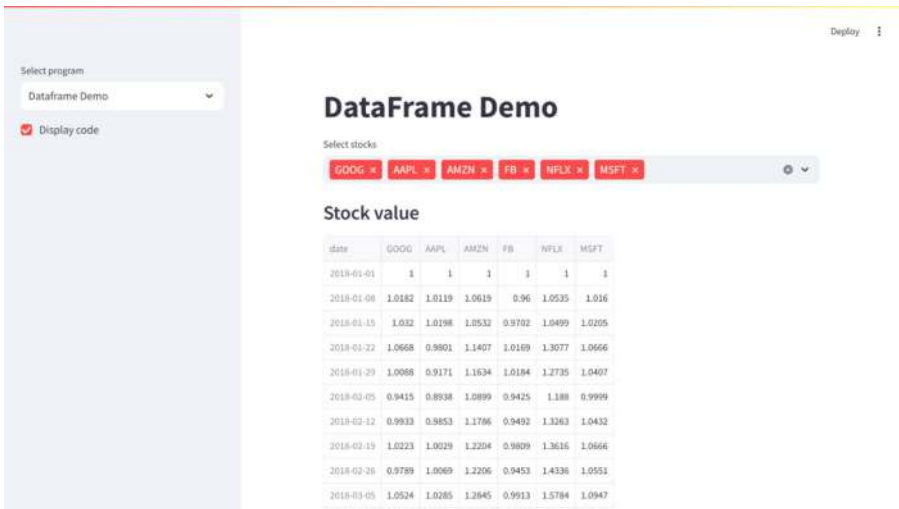 Deploy
Select program
Dataframe Demo
Display code
DataFrame Demo
Select stocks
GOOG × AAPL × AMZN × FB × NFLX × MSFT ×
Stock value
date GOOG AAPL AMZN FB NFLX MSFT
2018-01-01 1 1 1 1 1 1
2018-01-08 1.0182 1.0119 1.0619 0.96 1.0535 1.016
2018-01-15 1.032 1.0198 1.0532 0.9702 1.0499 1.0205
2018-01-22 1.0668 0.9801 1.1407 1.0169 1.3077 1.0666
2018-01-29 1.0088 0.9171 1.1634 1.0184 1.2735 1.0407
2018-02-05 0.9415 0.8938 1.0899 0.9425 1.188 0.9999
2018-02-12 0.9933 0.9853 1.1786 0.9492 1.3263 1.0432
2018-02-19 1.0223 1.0029 1.2204 0.9809 1.3616 1.0666
2018-02-26 0.9789 1.0069 1.2206 0.9453 1.4336 1.0551
2018-03-05 1.0524 1.0285 1.2845 0.9913 1.5784 1.0947